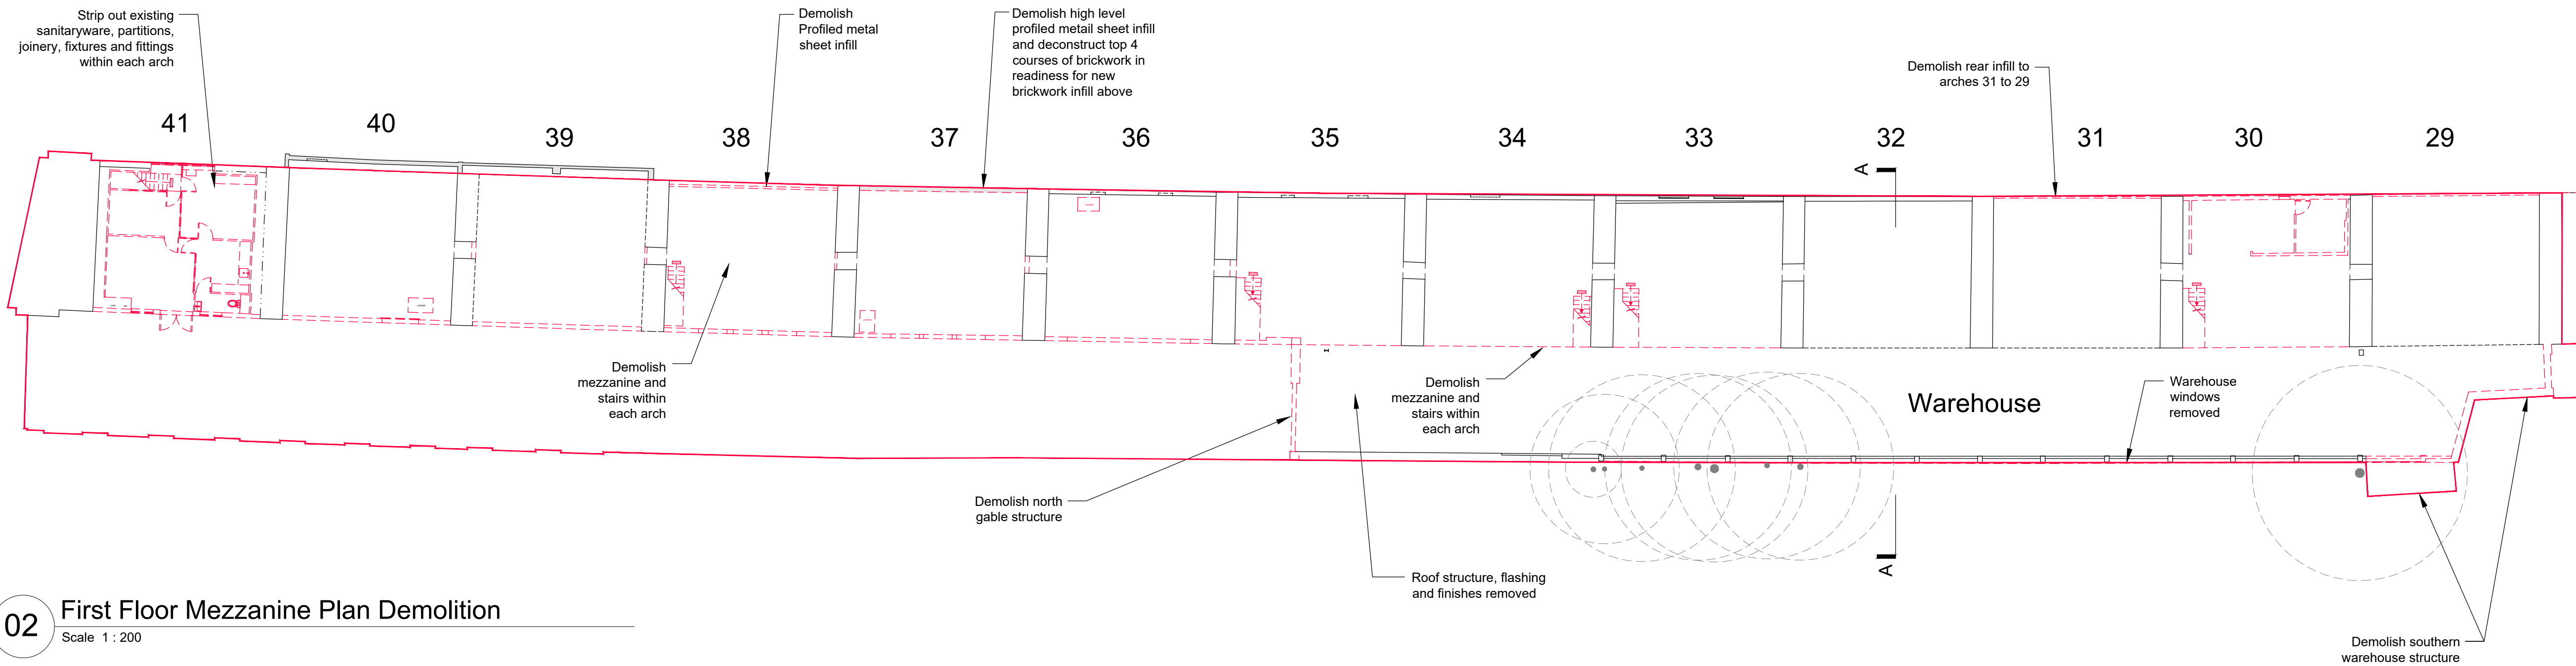 Strip out existing
sanitaryware, partitions,
joinery, fixtures and fittings
within each arch
Demolish
Profiled metal
sheet infill
Demolish high level
profiled metail sheet infill
and deconstruct top 4
courses of brickwork in
readiness for new
brickwork infill above
Demolish rear infill to
arches 31 to 29
41
40
39
38
37
36
35
34
33
32
31
30
29
A
Demolish
mezzanine and
stairs within
each arch
Demolish
mezzanine and
stairs within
each arch
Warehouse
Warehouse
windows
removed
Demolish north
gable structure
A
Roof structure, flashing
and finishes removed
02
First Floor Mezzanine Plan Demolition
Scale 1 : 200
Demolish southern
warehouse structure